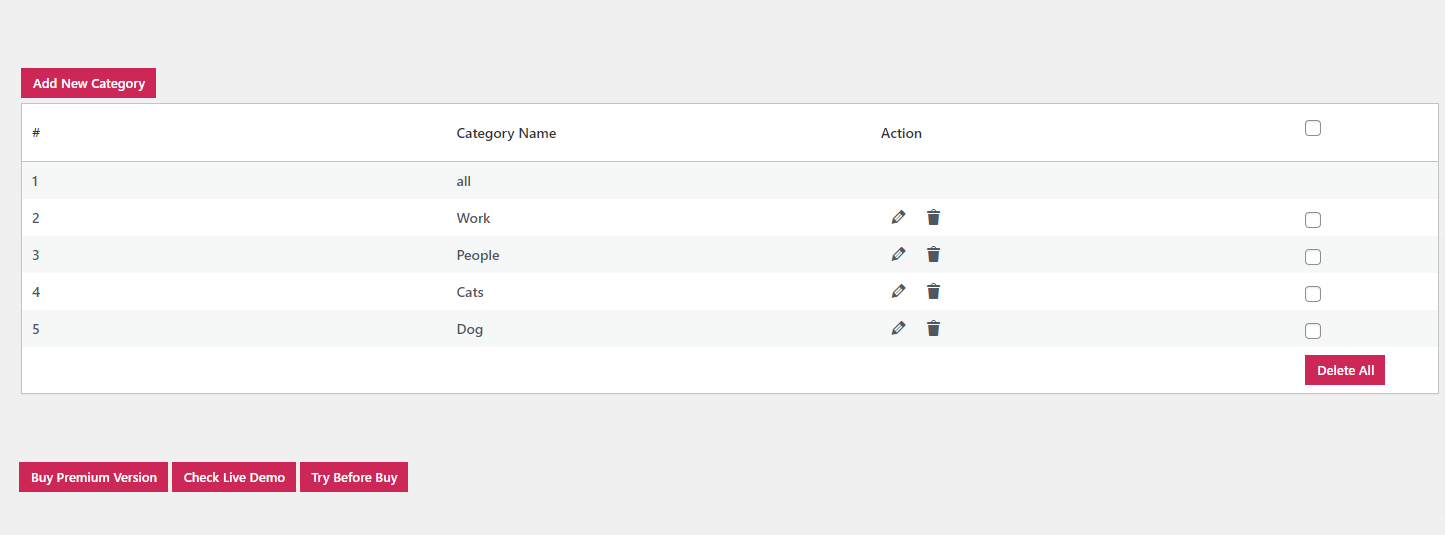 Add New Category
# Category Name Action
1 all
2 Work
3 People
4 Cats
5 Dog
Delete All
Buy Premium Version Check Live Demo Try Before Buy